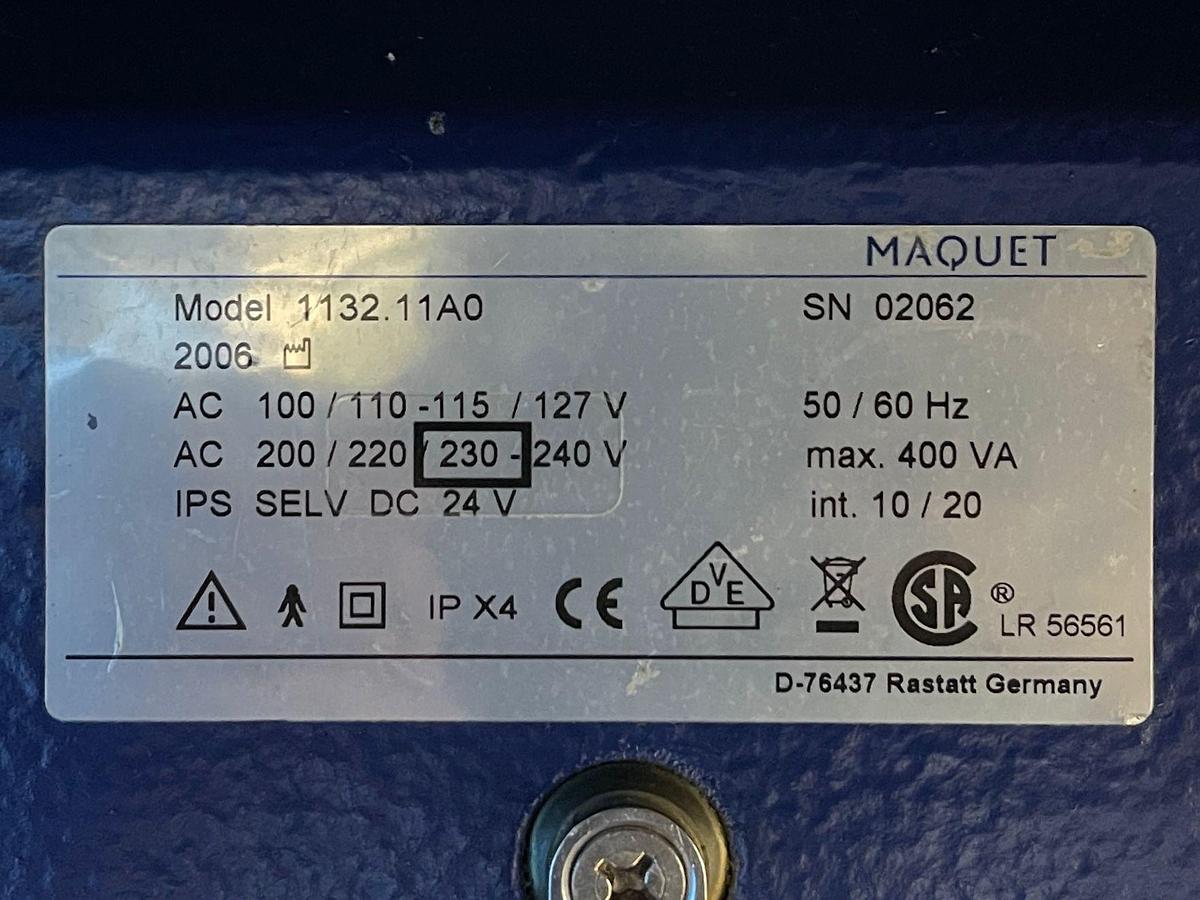 MAQUET
Model 1132.11A0 SN 02062
2006
AC 100 / 110 -115 / 127 V 50 / 60 Hz
AC 200 / 220 / 230 - 240 V max. 400 VA
IPS SELV DC 24 V int. 10 / 20
IP X4 CE DVE CSA ® LR 56561
D-76437 Rastatt Germany